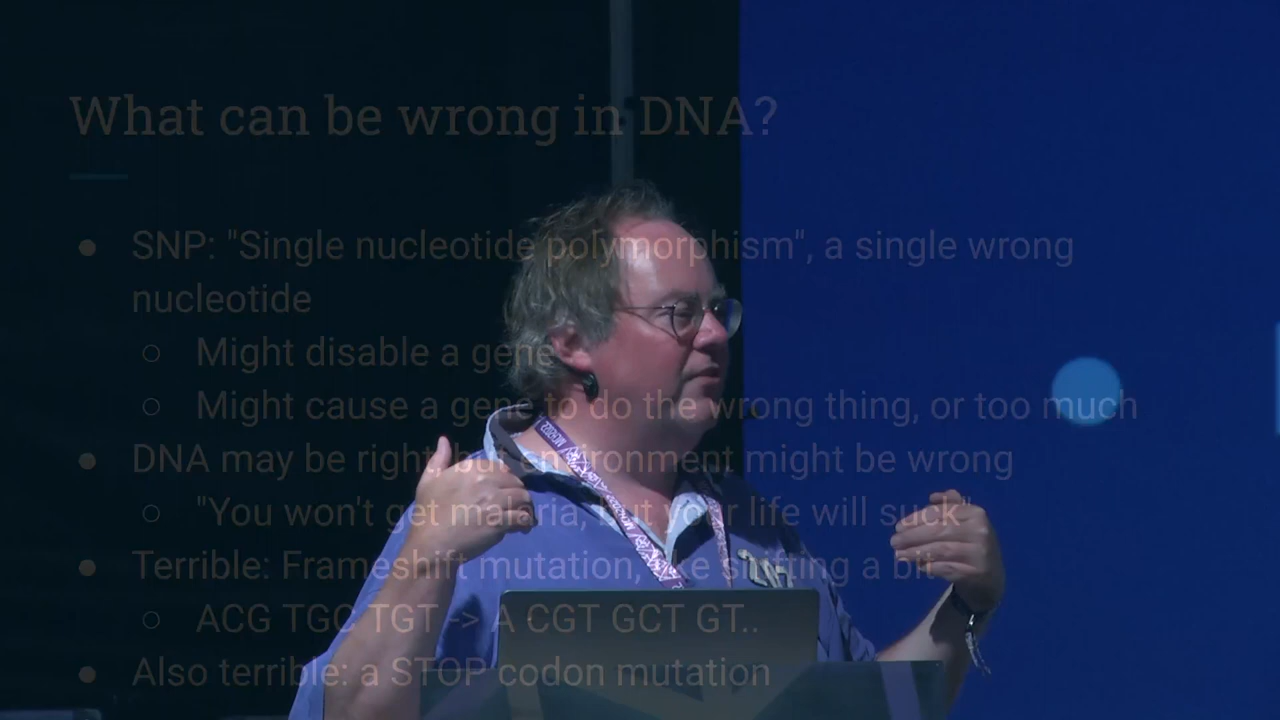 What can be wrong in DNA?
● SNP: "Single nucleotide polymorphism", a single wrong
nucleotide
○ Might disable a gene
○ Might cause a gene to do the wrong thing, or too much
● DNA may be right, but environment might be wrong
○ "You won't get malaria, but your life will suck"
● Terrible: Frameshift mutation, like shifting a bit
○ ACG TGC TGT -> A CGT GCT GT..
● Also terrible: a STOP codon mutation
MCH2022